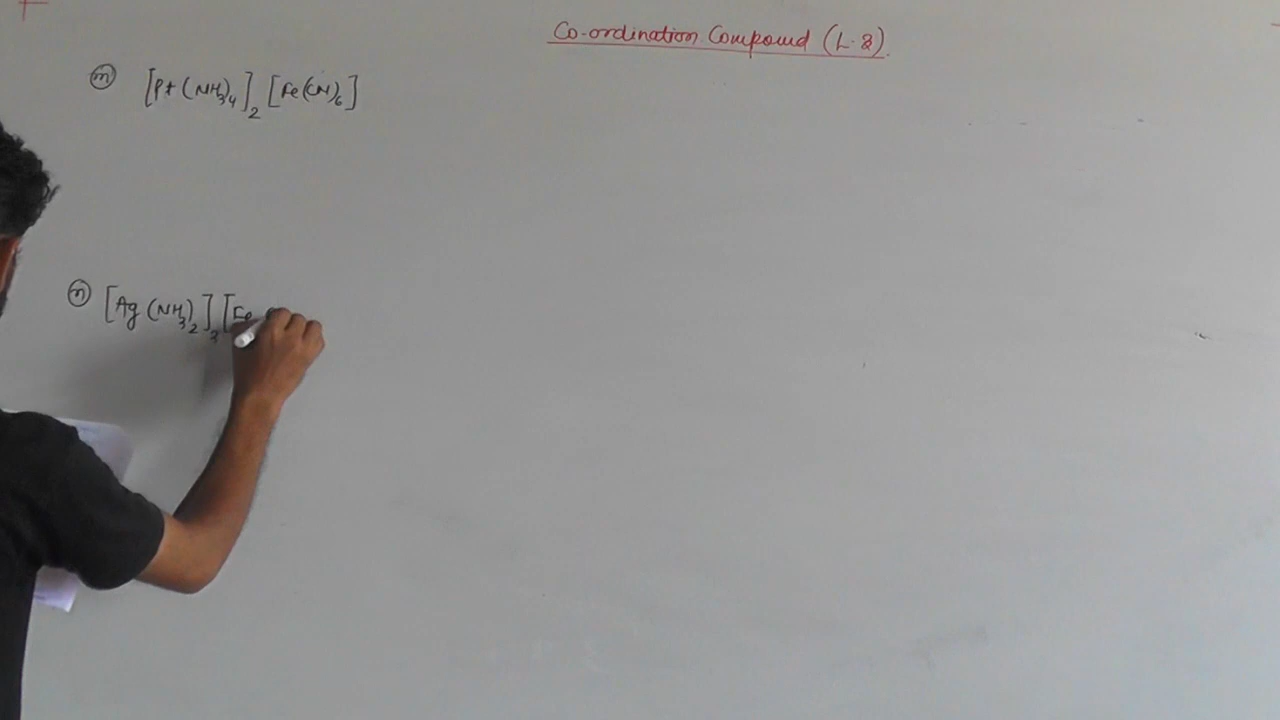 Co-ordination Compound (L-8).
(m) [Pt(NH3)4]2 [Fe(CN)6]
(n) [Ag(NH3)2]3 [Fe